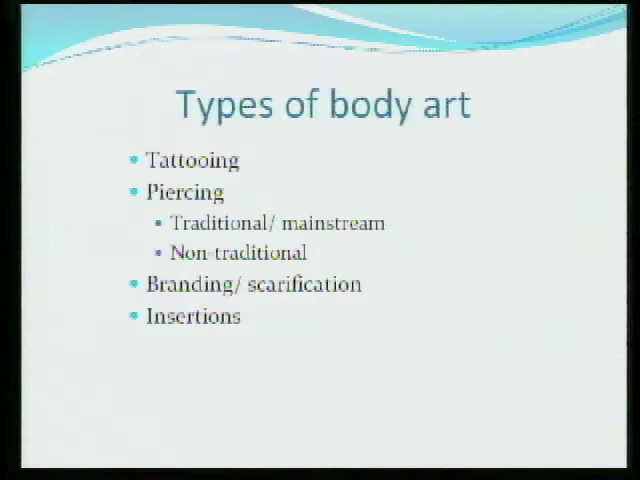 Types of body art
Tattooing
Piercing
Traditional/ mainstream
Non-traditional
Branding/ scarification
Insertions